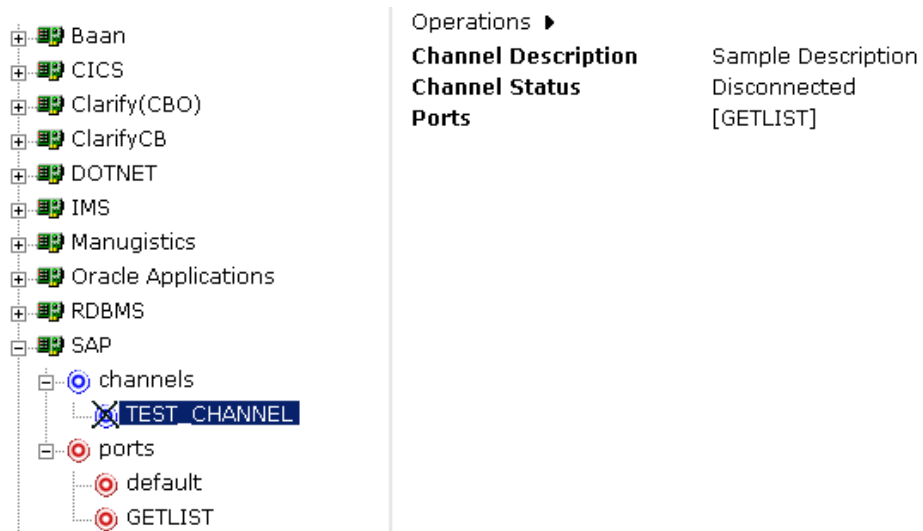 Baan
CICS
Clarify(CBO)
ClarifyCB
DOTNET
IMS
Manugistics
Oracle Applications
RDBMS
SAP
channels
TEST_CHANNEL
ports
default
GETLIST
Operations
Channel Description Sample Description
Channel Status Disconnected
Ports [GETLIST]